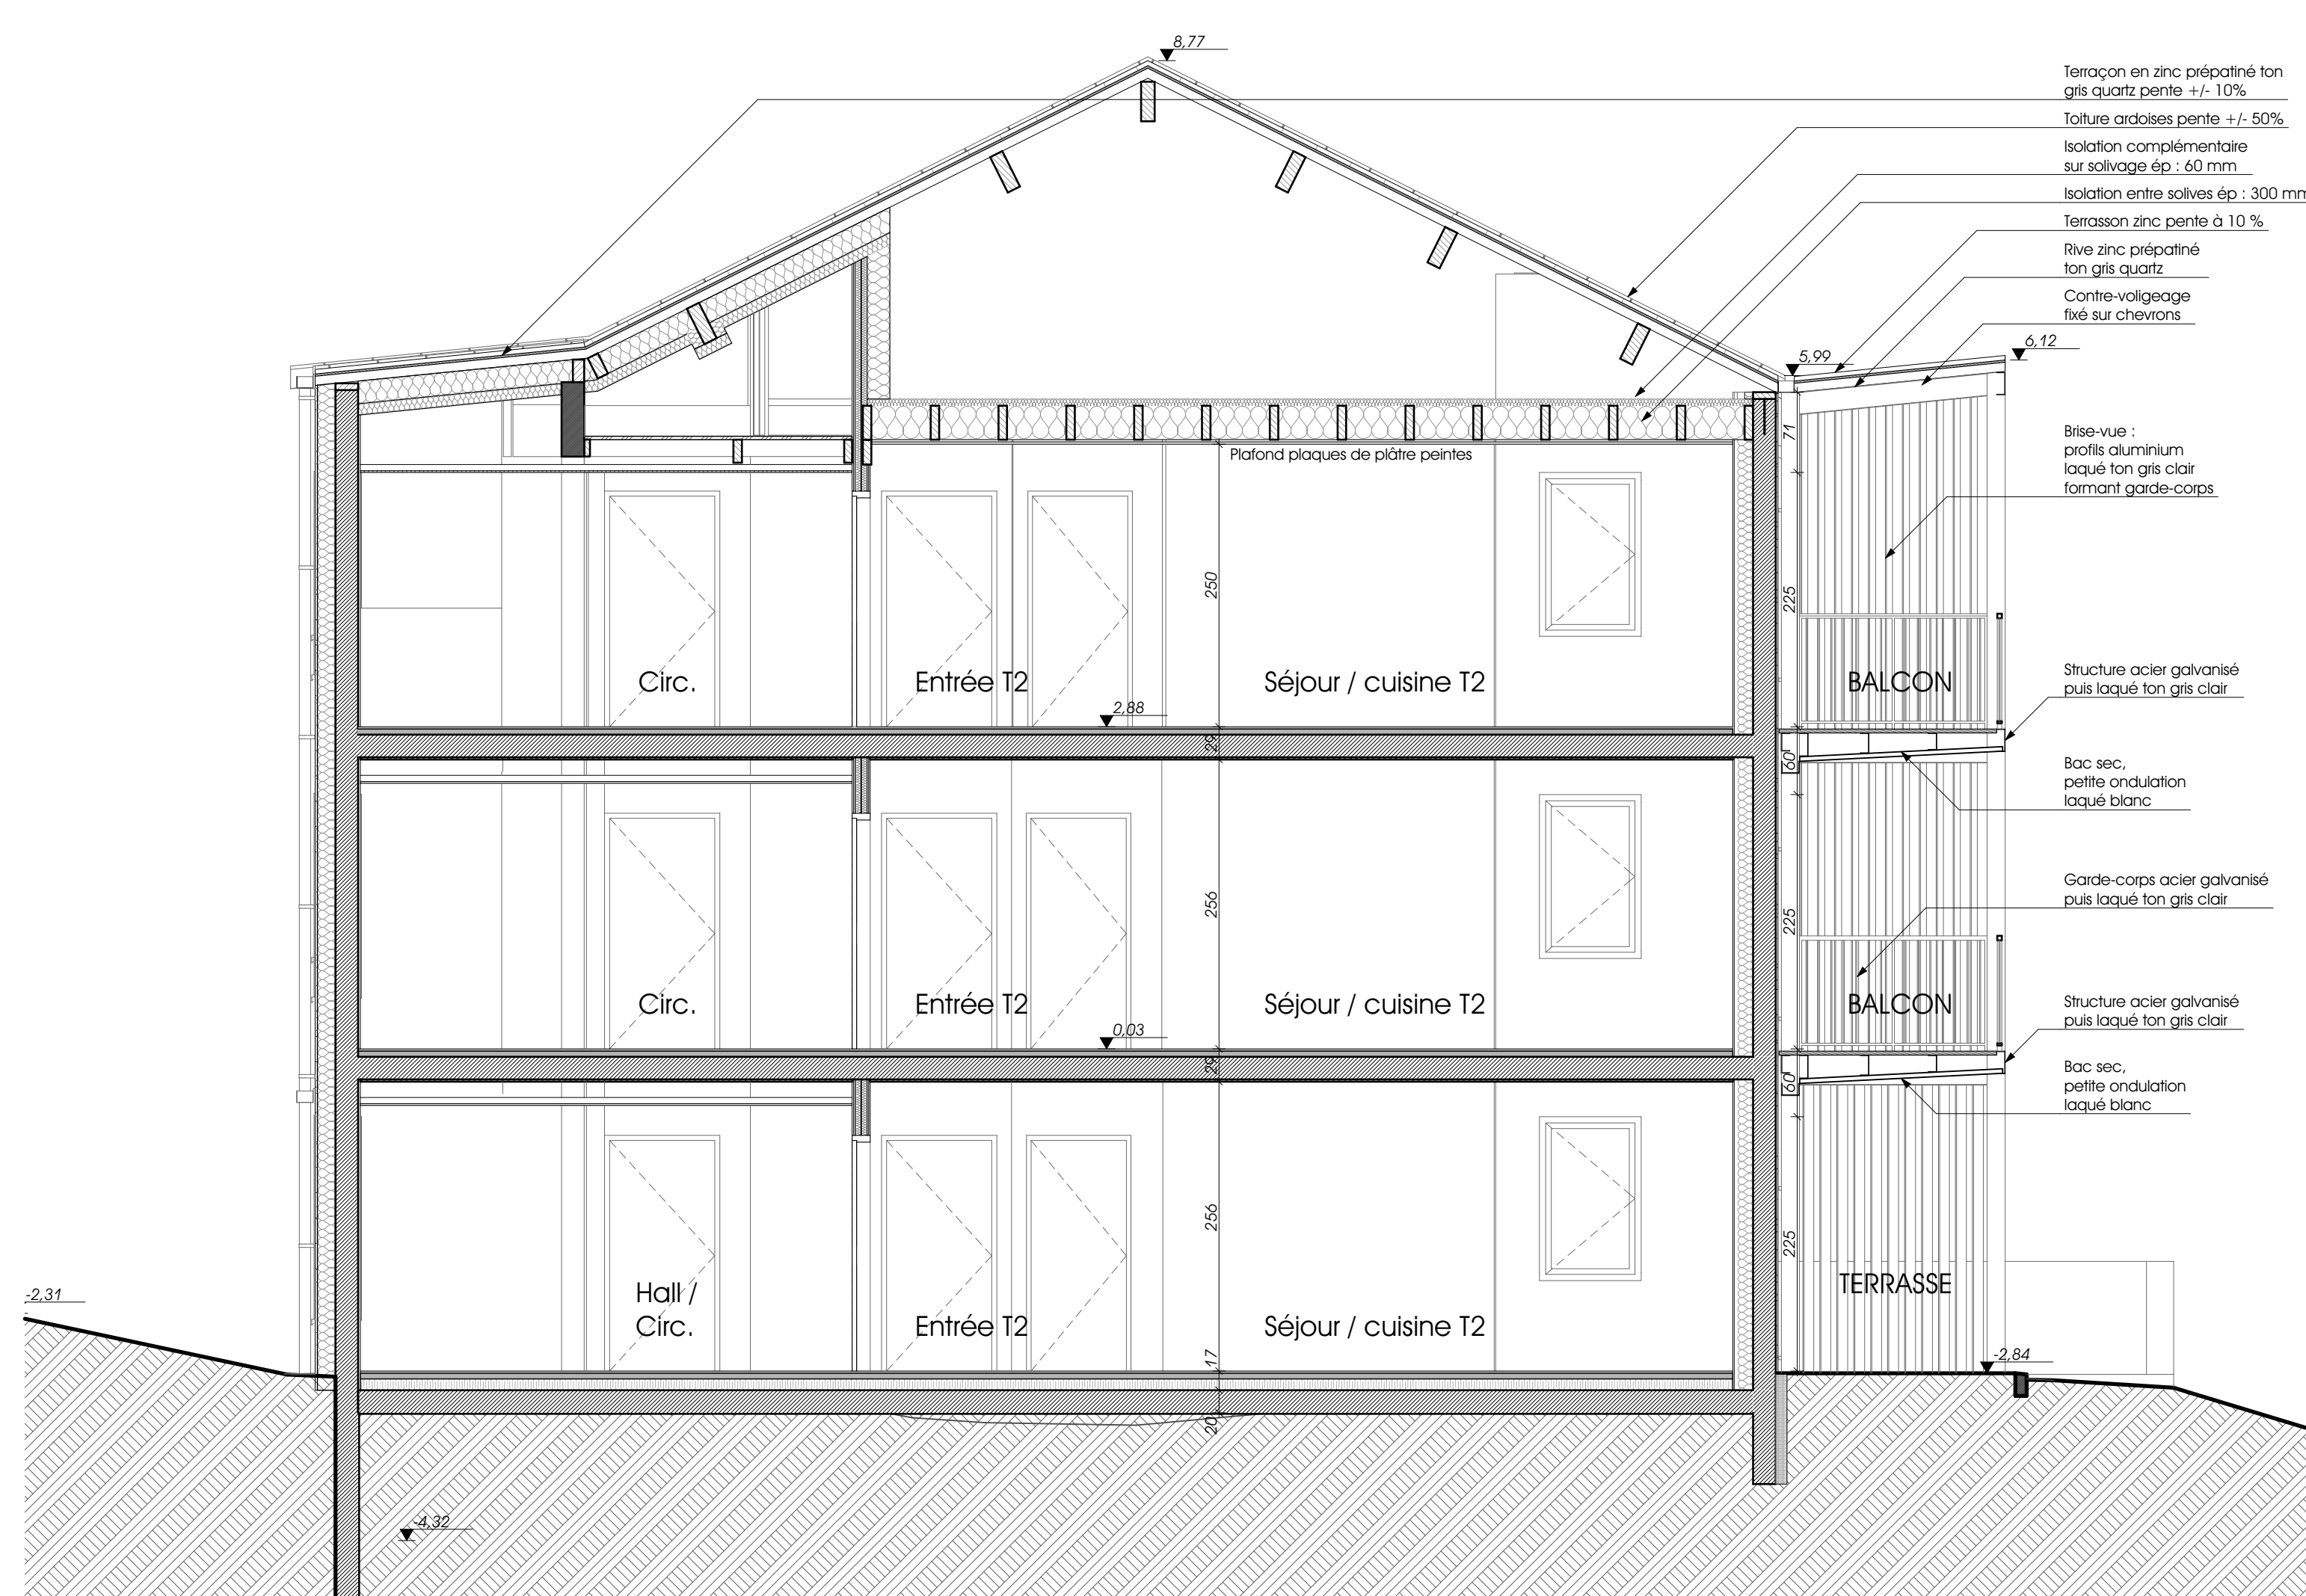 8,77
Terraçon en zinc prépatiné ton
gris quartz pente +/- 10%
Toiture ardoises pente +/- 50%
Isolation complémentaire
sur solivage ép : 60 mm
Isolation entre solives ép : 300 mm
Terrasson zinc pente à 10 %
Rive zinc prépatiné
ton gris quartz
Contre-voligeage
fixé sur chevrons
6,12
5,99
71
Brise-vue :
profils aluminium
laqué ton gris clair
formant garde-corps
Plafond plaques de plâtre peintes
250
225
Circ.
Entrée T2
Séjour / cuisine T2
BALCON
Structure acier galvanisé
puis laqué ton gris clair
2,88
29
60
Bac sec,
petite ondulation
laqué blanc
256
225
Garde-corps acier galvanisé
puis laqué ton gris clair
Circ.
Entrée T2
Séjour / cuisine T2
BALCON
Structure acier galvanisé
puis laqué ton gris clair
0,03
29
60
Bac sec,
petite ondulation
laqué blanc
256
225
Hall /
Circ.
Entrée T2
Séjour / cuisine T2
TERRASSE
-2,31
17
-2,84
20
-4,32